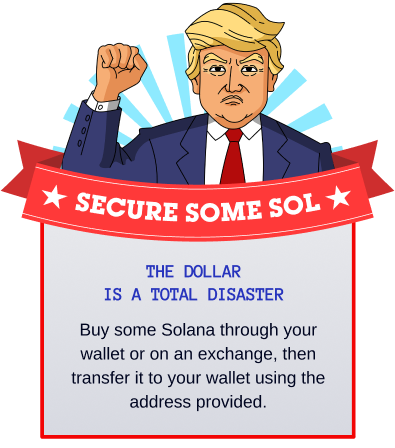 SECURE SOME SOL
THE DOLLAR
IS A TOTAL DISASTER
Buy some Solana through your
wallet or on an exchange, then
transfer it to your wallet using the
address provided.